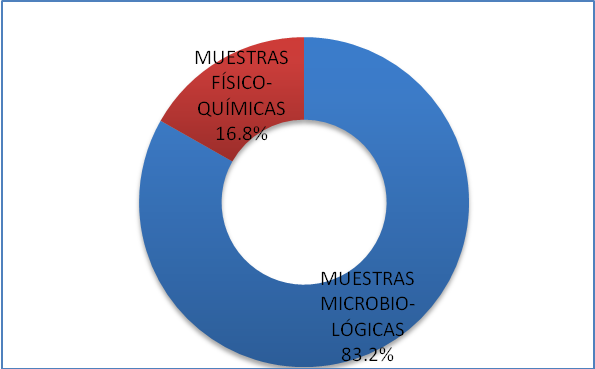 MUESTRAS
FÍSICO-
QUÍMICAS
16.8%
MUESTRAS
MICROBIO-
LÓGICAS
83.2%